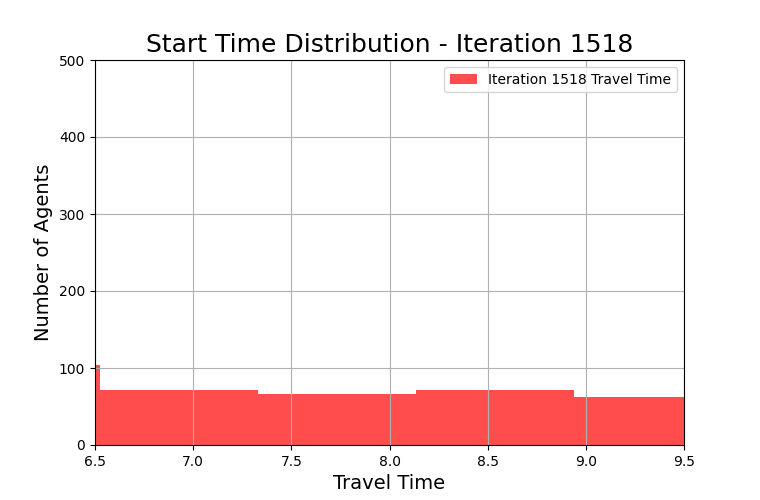 Start Time Distribution - Iteration 1518
Iteration 1518 Travel Time
Number of Agents
500
400
300
200
100
0
6.5 7.0 7.5 8.0 8.5 9.0 9.5
Travel Time